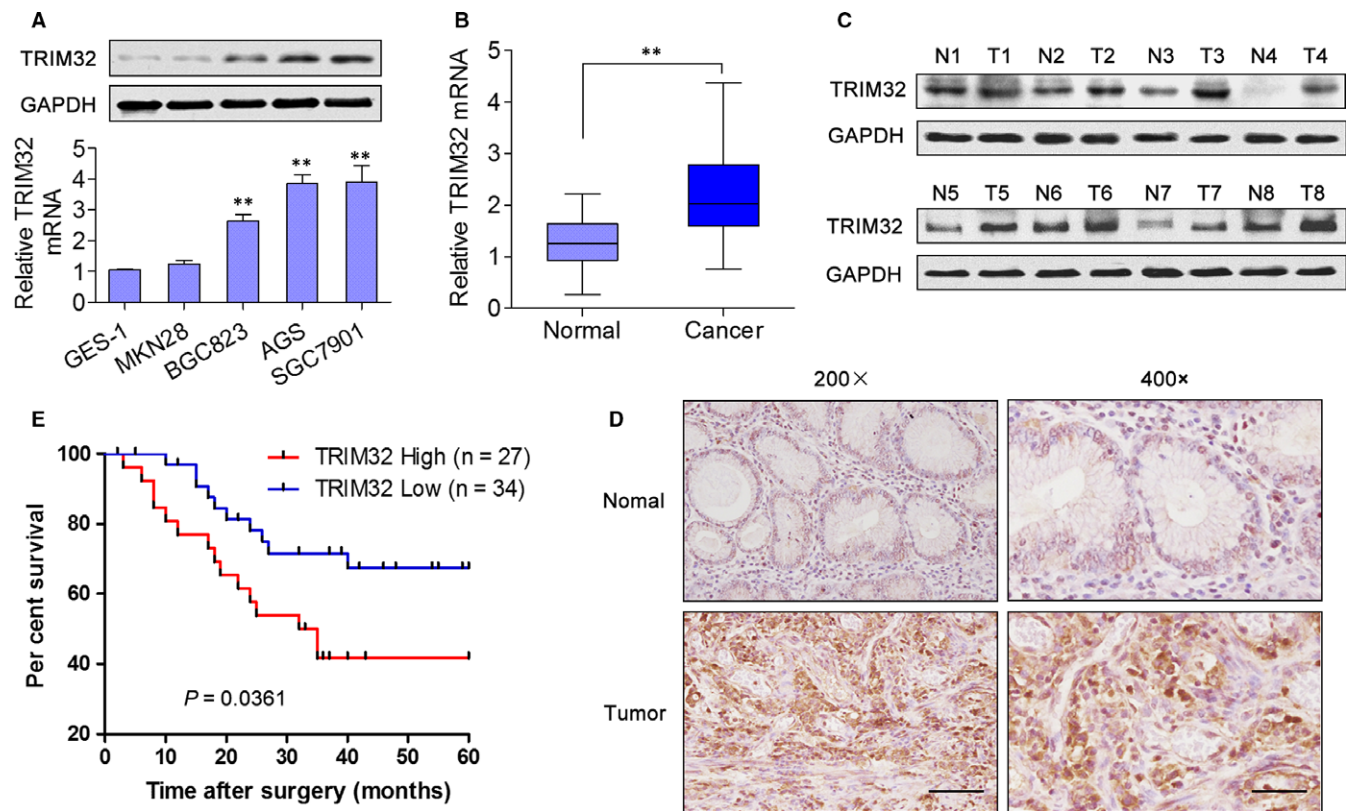 A
TRIM32
GAPDH
Relative TRIM32
mRNA
5
4
3
2
1
0
** ** **
GES-1
MKN28
BGC823
AGS
SGC7901
B
Relative TRIM32 mRNA
5
4
3
2
1
0
**
Normal Cancer
C
N1 T1 N2 T2 N3 T3 N4 T4
TRIM32
GAPDH
N5 T5 N6 T6 N7 T7 N8 T8
TRIM32
GAPDH
D
200× 400×
Nomal
Tumor
E
Per cent survival
100
80
60
40
20
TRIM32 High (n = 27)
TRIM32 Low (n = 34)
P = 0.0361
0 10 20 30 40 50 60
Time after surgery (months)